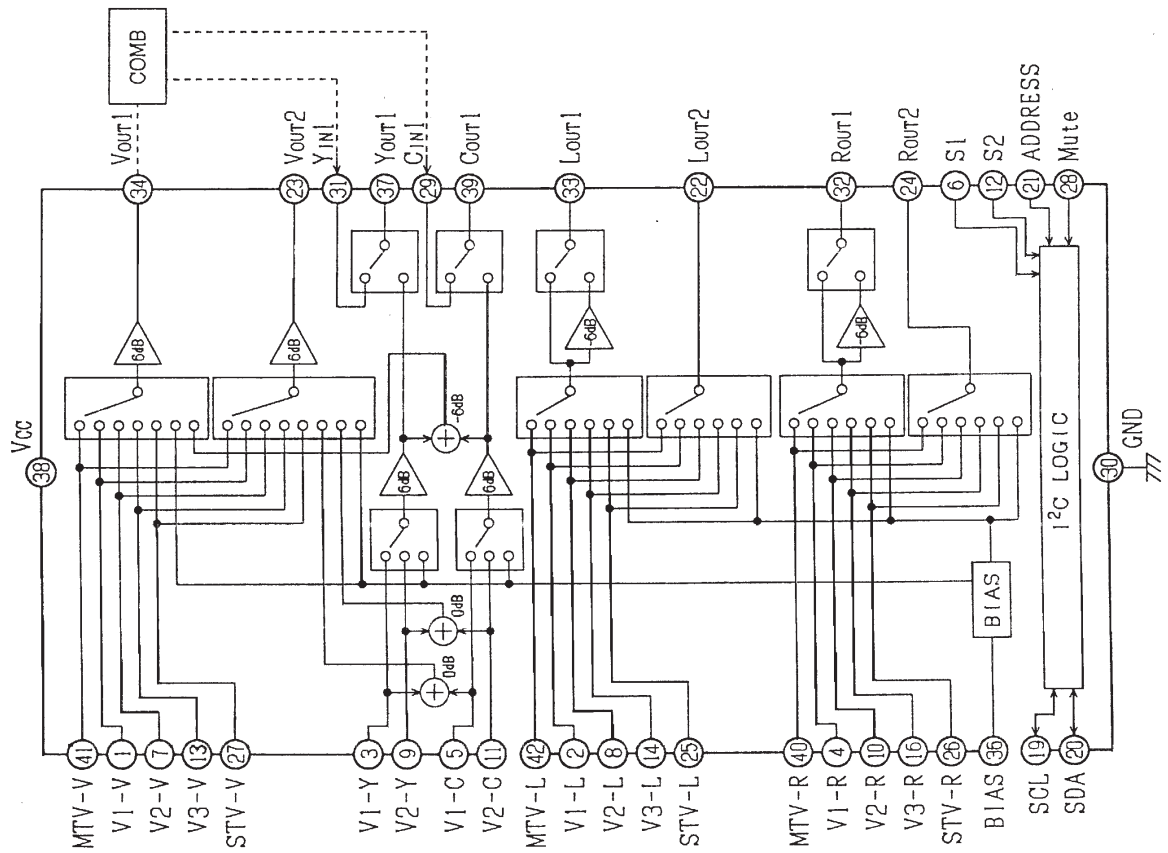 VCC
38
MTV-V 41
V1-V 1
V2-V 7
V3-V 13
STV-V 27
V1-Y 3
V2-Y 9
V1-C 5
V2-C 11
MTV-L 42
V1-L 2
V2-L 8
V3-L 14
STV-L 25
MTV-R 40
V1-R 4
V2-R 10
V3-R 16
STV-R 26
BIAS 36
SCL 19
SDA 20
6dB
6dB
6dB
6dB
-6dB
0dB
0dB
-6dB
-6dB
BIAS
I²C LOGIC
COMB
34 VOUT1
23 VOUT2
31 YIN1
37 YOUT1
29 CIN1
39 COUT1
33 LOUT1
22 LOUT2
32 ROUT1
24 ROUT2
6 S1
12 S2
21 ADDRESS
28 Mute
30
GND